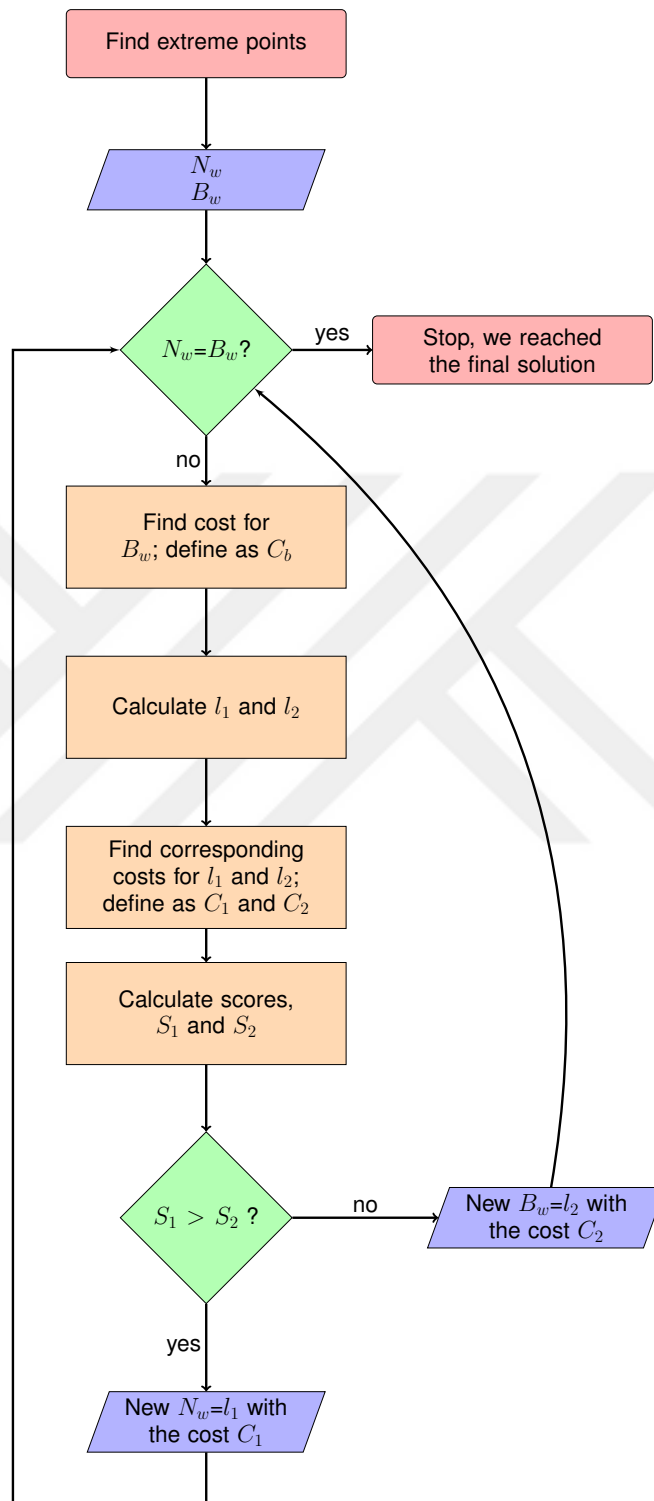 Find extreme points
N_w
B_w
N_w=B_w?
yes
Stop, we reached
the final solution
no
Find cost for
B_w; define as C_b
Calculate l_1 and l_2
Find corresponding
costs for l_1 and l_2;
define as C_1 and C_2
Calculate scores,
S_1 and S_2
S_1 > S_2 ?
no
New B_w=l_2 with
the cost C_2
yes
New N_w=l_1 with
the cost C_1